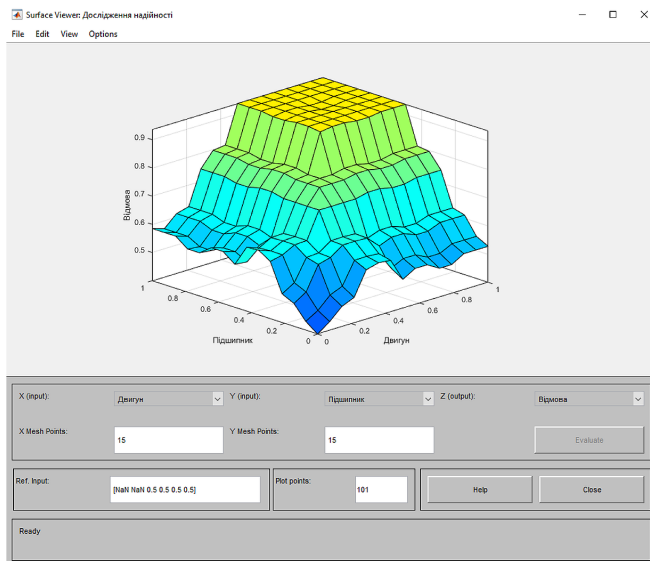 Surface Viewer: Дослідження надійності
File Edit View Options
0.9
0.8
0.7
0.6
0.5
Відмова
1
0.8
0.6
0.4
0.2
0
Підшипник
0
0.2
0.4
0.6
0.8
1
Двигун
X (input): Двигун Y (input): Підшипник Z (output): Відмова
X Mesh Points: 15 Y Mesh Points: 15 Evaluate
Ref. Input: [NaN NaN 0.5 0.5 0.5 0.5] Plot points: 101 Help Close
Ready